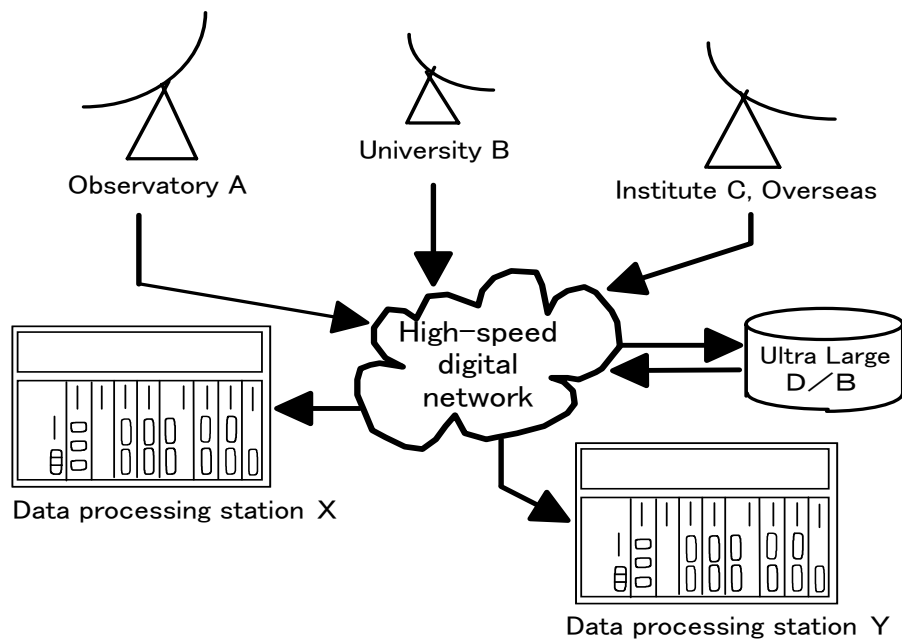 Observatory A
University B
Institute C, Overseas
High-speed
digital
network
Ultra Large
D/B
Data processing station X
Data processing station Y